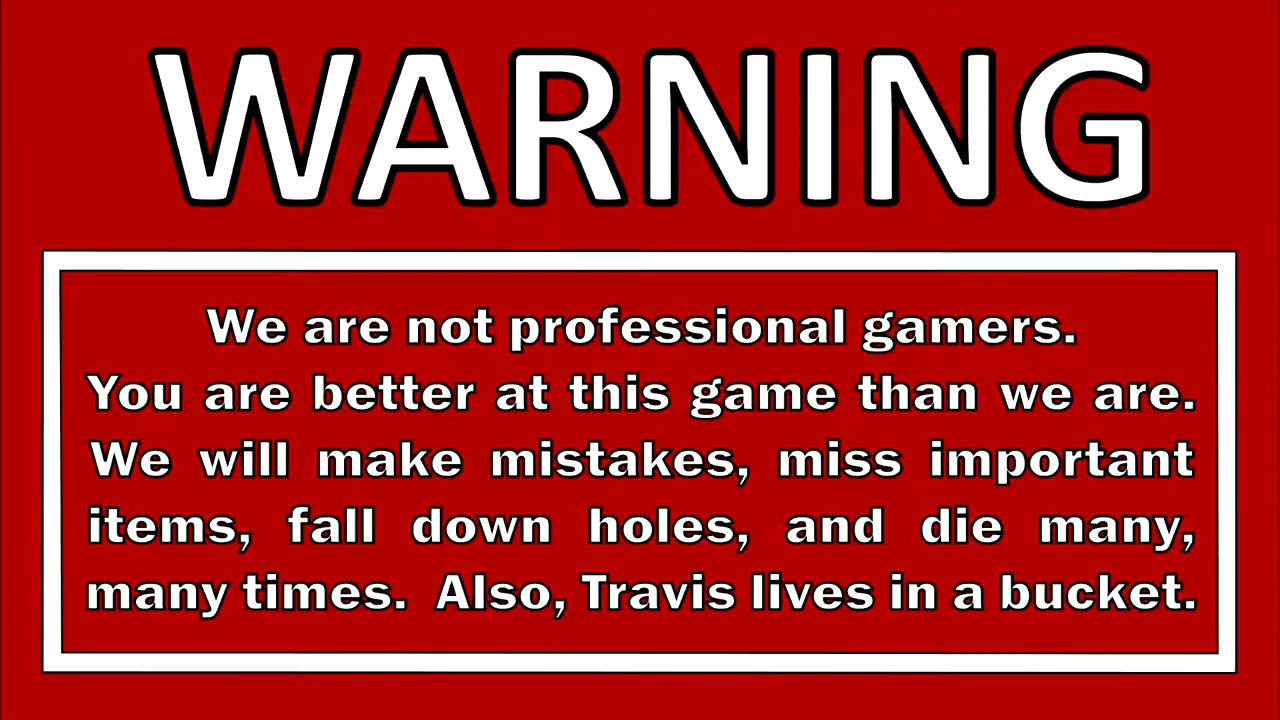 WARNING
We are not professional gamers.
You are better at this game than we are.
We will make mistakes, miss important
items, fall down holes, and die many,
many times.  Also, Travis lives in a bucket.